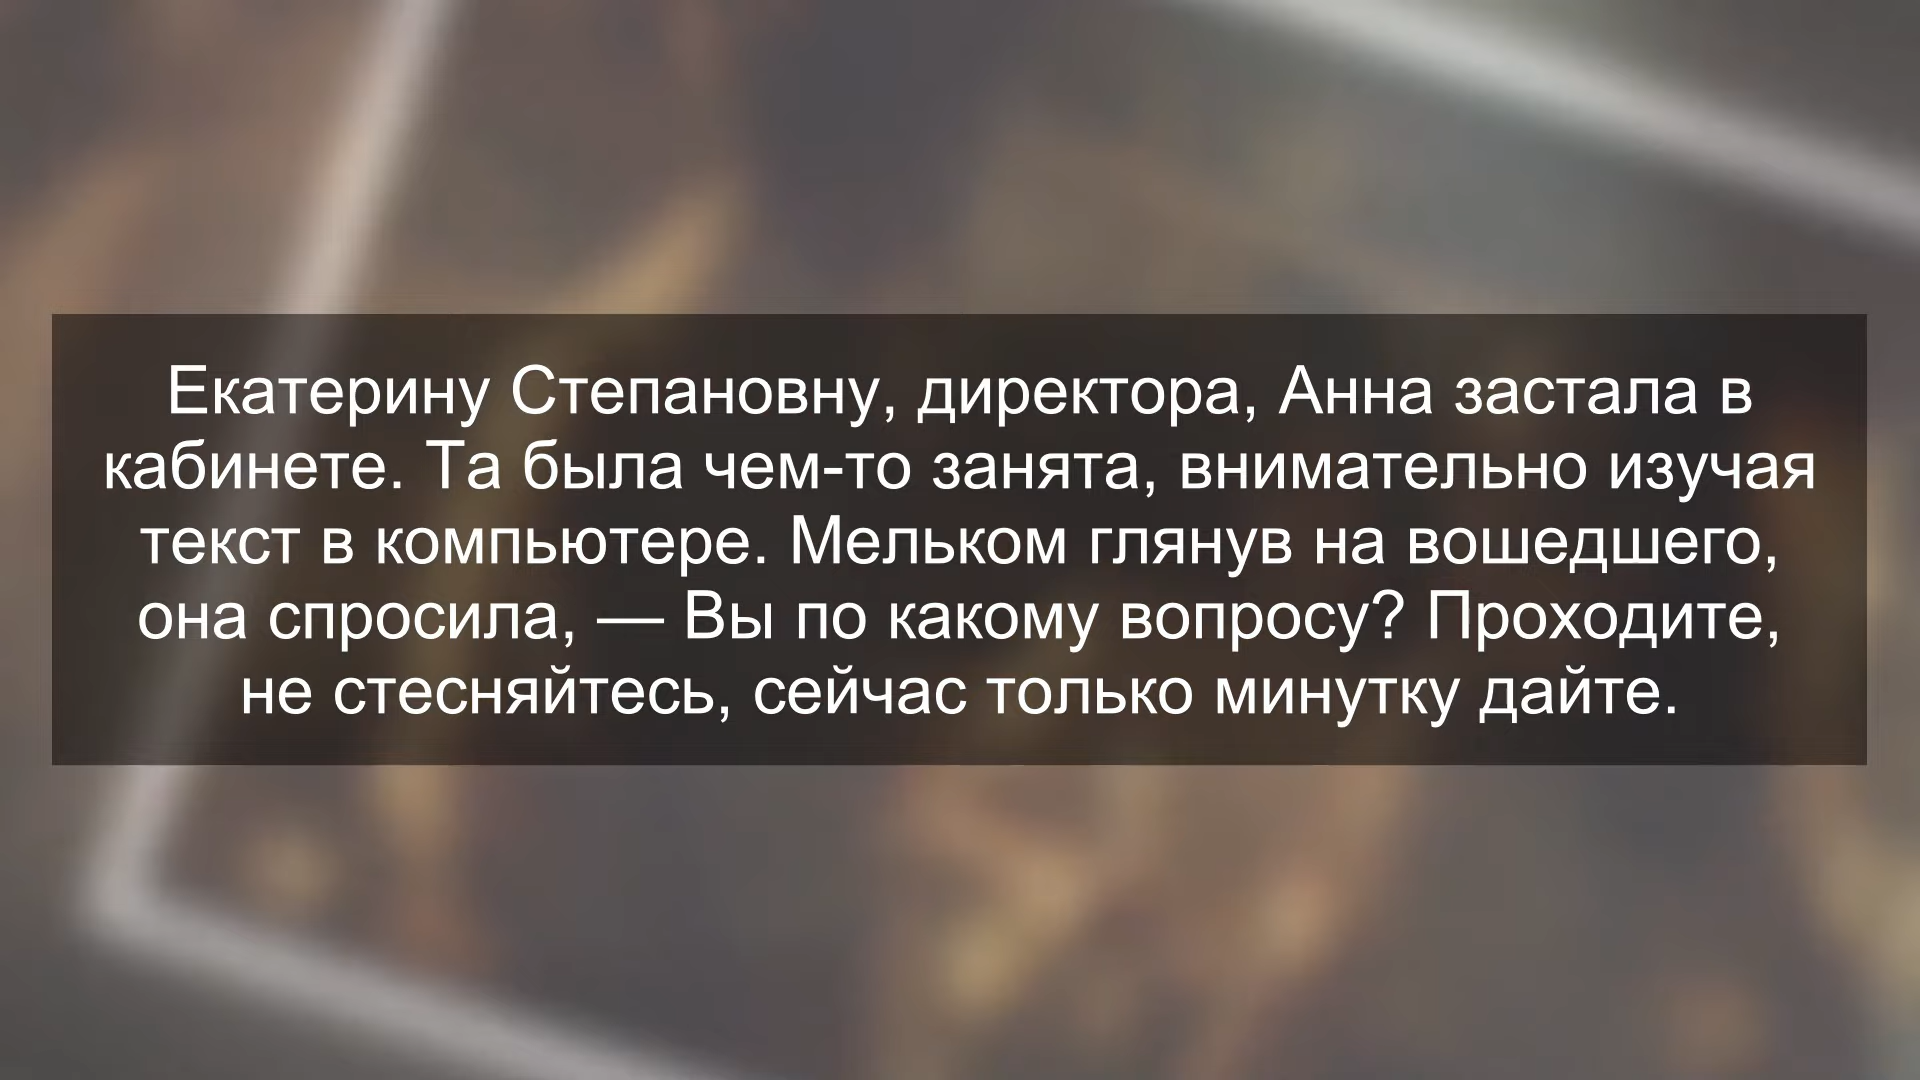 Екатерину Степановну, директора, Анна застала в
кабинете. Та была чем-то занята, внимательно изучая
текст в компьютере. Мельком глянув на вошедшего,
она спросила, — Вы по какому вопросу? Проходите,
не стесняйтесь, сейчас только минутку дайте.